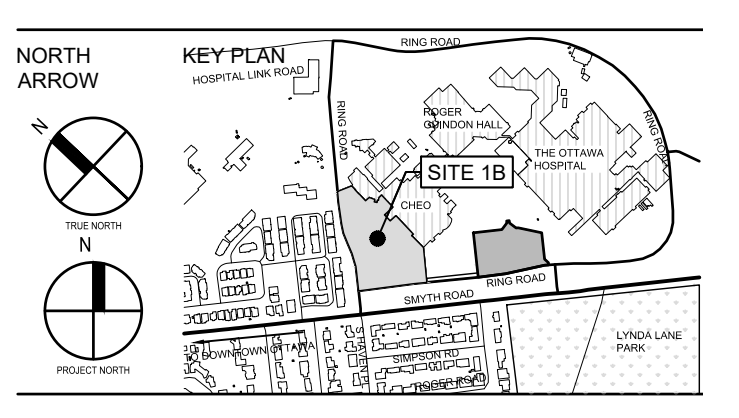 NORTH
ARROW
N
TRUE NORTH
N
PROJECT NORTH
KEY PLAN
HOSPITAL LINK ROAD
RING ROAD
RING ROAD
ROGER
GUINDON HALL
RING ROAD
THE OTTAWA
HOSPITAL
SITE 1B
CHEO
RING ROAD
SMYTH ROAD
DOWNTOWN OTTAWA
SIMPSON RD
ROGER ROAD
LYNDA LANE
PARK